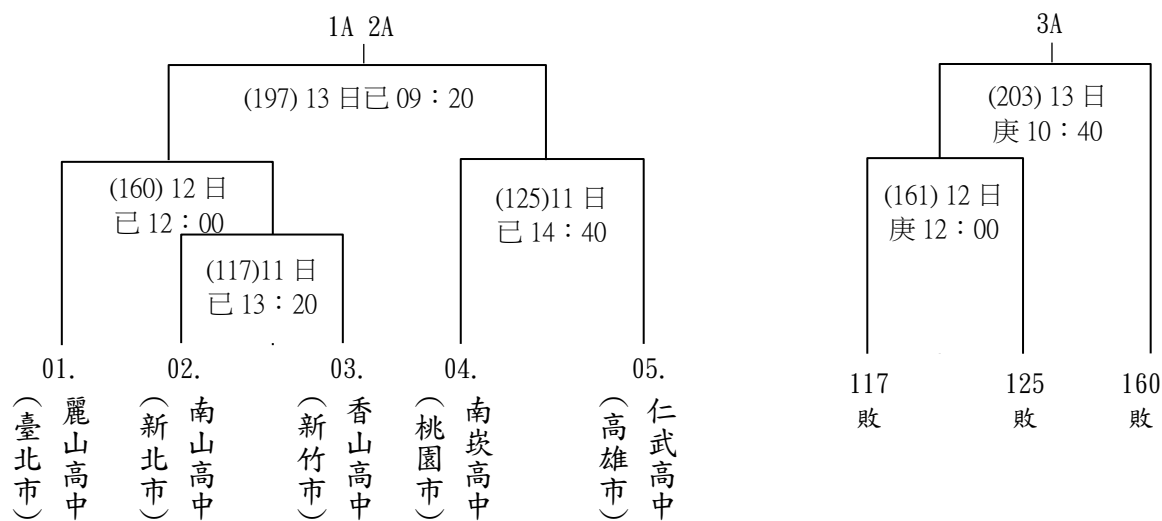 1A 2A
(197) 13 日已 09：20
(160) 12 日
已 12：00
(117)11 日
已 13：20
(125)11 日
已 14：40
01.
麗山高中
(臺北市)
02.
南山高中
(新北市)
03.
香山高中
(新竹市)
04.
南崁高中
(桃園市)
05.
仁武高中
(高雄市)
3A
(203) 13 日
庚 10：40
(161) 12 日
庚 12：00
117
敗
125
敗
160
敗